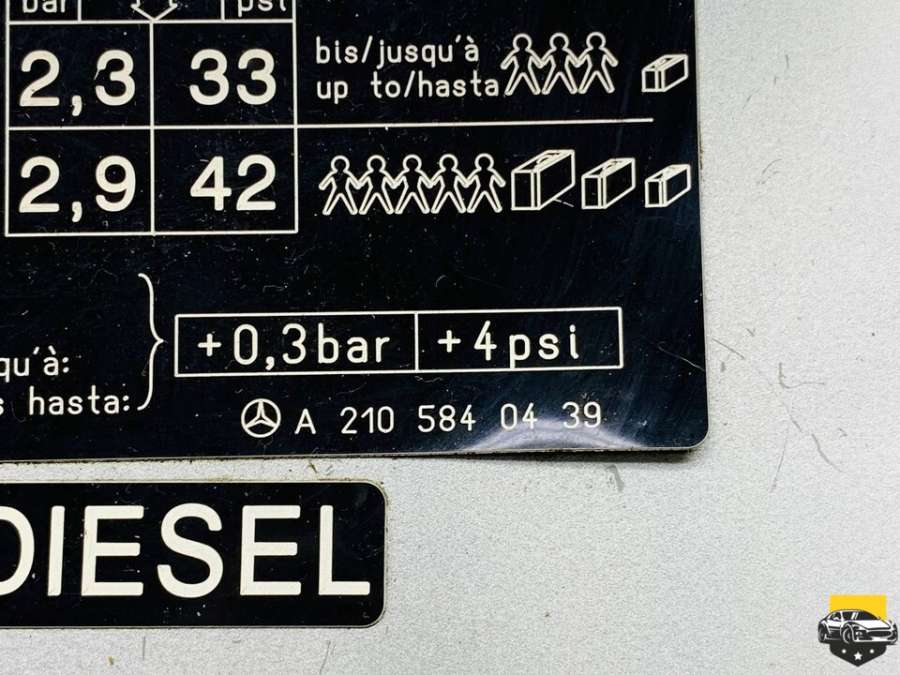 bar psi
2,3 33 bis/jusqu'à
up to/hasta
2,9 42
+0,3bar +4psi
qu'à:
s hasta:
A 210 584 04 39
DIESEL